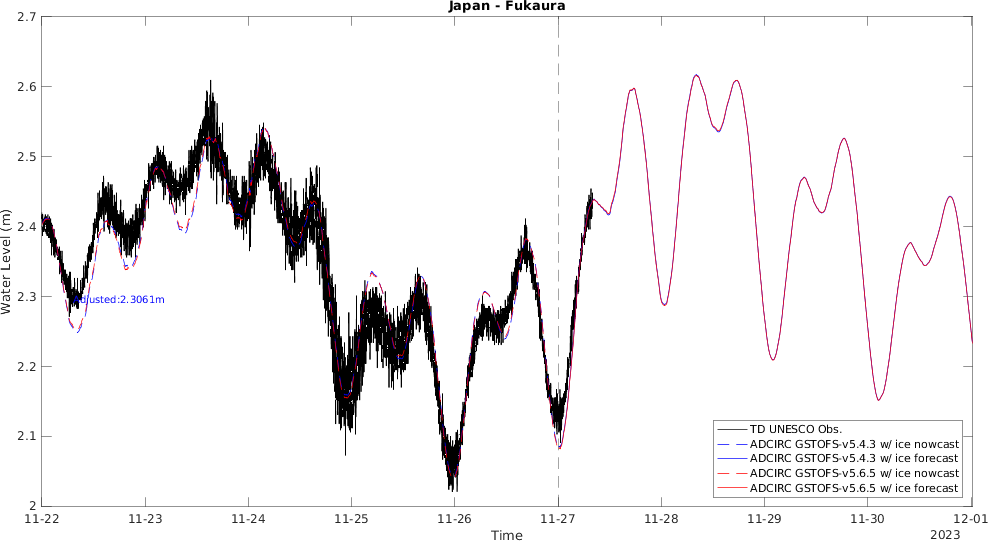 Japan - Fukaura
2.7
2.6
2.5
2.4
2.3
2.2
2.1
2
Water Level (m)
Adjusted:2.3061m
TD UNESCO Obs.
ADCIRC GSTOFS-v5.4.3 w/ ice nowcast
ADCIRC GSTOFS-v5.4.3 w/ ice forecast
ADCIRC GSTOFS-v5.6.5 w/ ice nowcast
ADCIRC GSTOFS-v5.6.5 w/ ice forecast
11-22 11-23 11-24 11-25 11-26 11-27 11-28 11-29 11-30 12-01
Time
2023